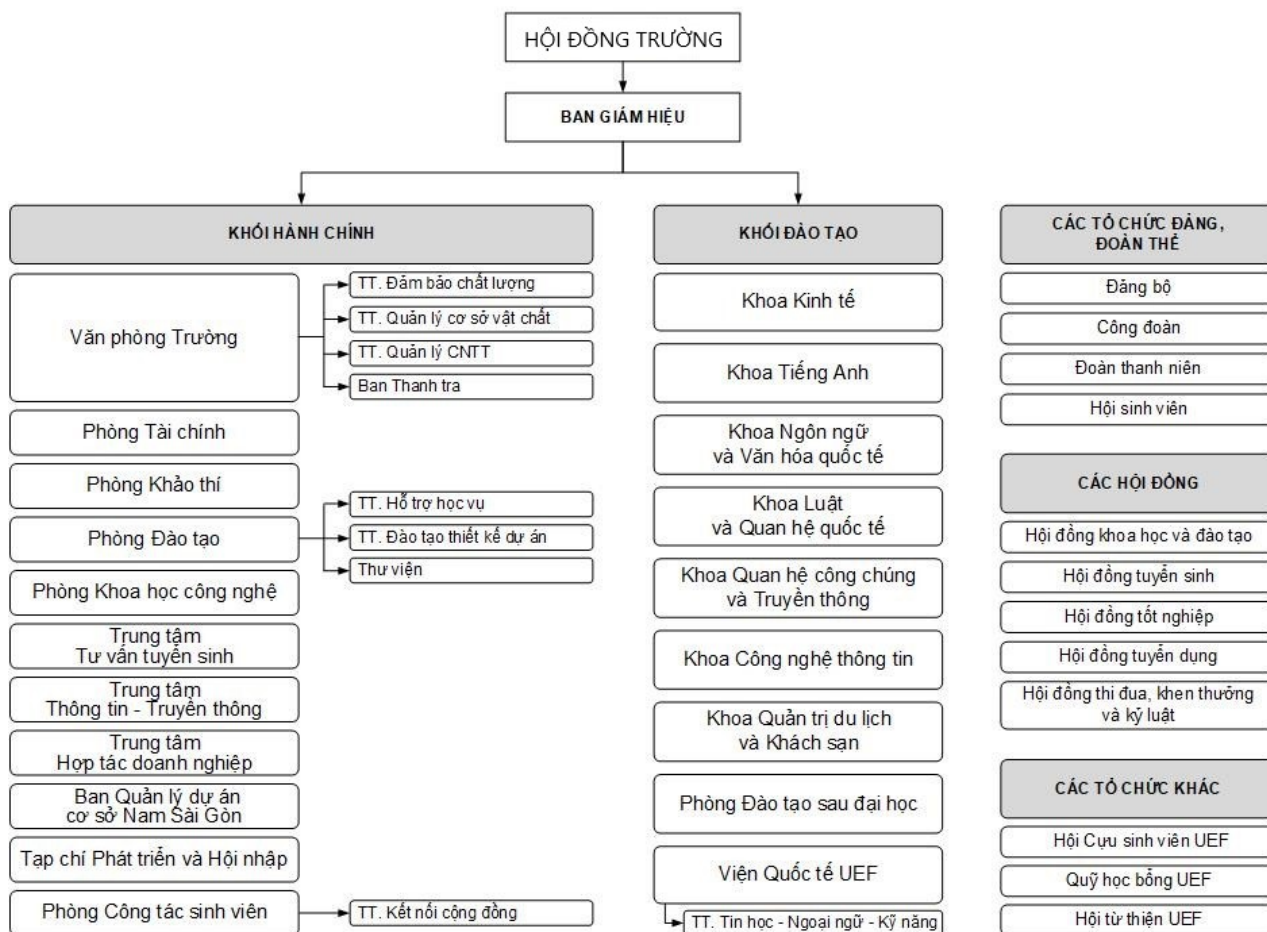 HỘI ĐỒNG TRƯỜNG
BAN GIÁM HIỆU
KHỐI HÀNH CHÍNH
Văn phòng Trường
TT. Đảm bảo chất lượng
TT. Quản lý cơ sở vật chất
TT. Quản lý CNTT
Ban Thanh tra
Phòng Tài chính
Phòng Khảo thí
Phòng Đào tạo
TT. Hỗ trợ học vụ
TT. Đào tạo thiết kế dự án
Thư viện
Phòng Khoa học công nghệ
Trung tâm
Tư vấn tuyển sinh
Trung tâm
Thông tin - Truyền thông
Trung tâm
Hợp tác doanh nghiệp
Ban Quản lý dự án
cơ sở Nam Sài Gòn
Tạp chí Phát triển và Hội nhập
Phòng Công tác sinh viên
TT. Kết nối cộng đồng
KHỐI ĐÀO TẠO
Khoa Kinh tế
Khoa Tiếng Anh
Khoa Ngôn ngữ
và Văn hóa quốc tế
Khoa Luật
và Quan hệ quốc tế
Khoa Quan hệ công chúng
và Truyền thông
Khoa Công nghệ thông tin
Khoa Quản trị du lịch
và Khách sạn
Phòng Đào tạo sau đại học
Viện Quốc tế UEF
TT. Tin học - Ngoại ngữ - Kỹ năng
CÁC TỔ CHỨC ĐẢNG,
ĐOÀN THỂ
Đảng bộ
Công đoàn
Đoàn thanh niên
Hội sinh viên
CÁC HỘI ĐỒNG
Hội đồng khoa học và đào tạo
Hội đồng tuyển sinh
Hội đồng tốt nghiệp
Hội đồng tuyển dụng
Hội đồng thi đua, khen thưởng
và kỷ luật
CÁC TỔ CHỨC KHÁC
Hội Cựu sinh viên UEF
Quỹ học bổng UEF
Hội từ thiện UEF